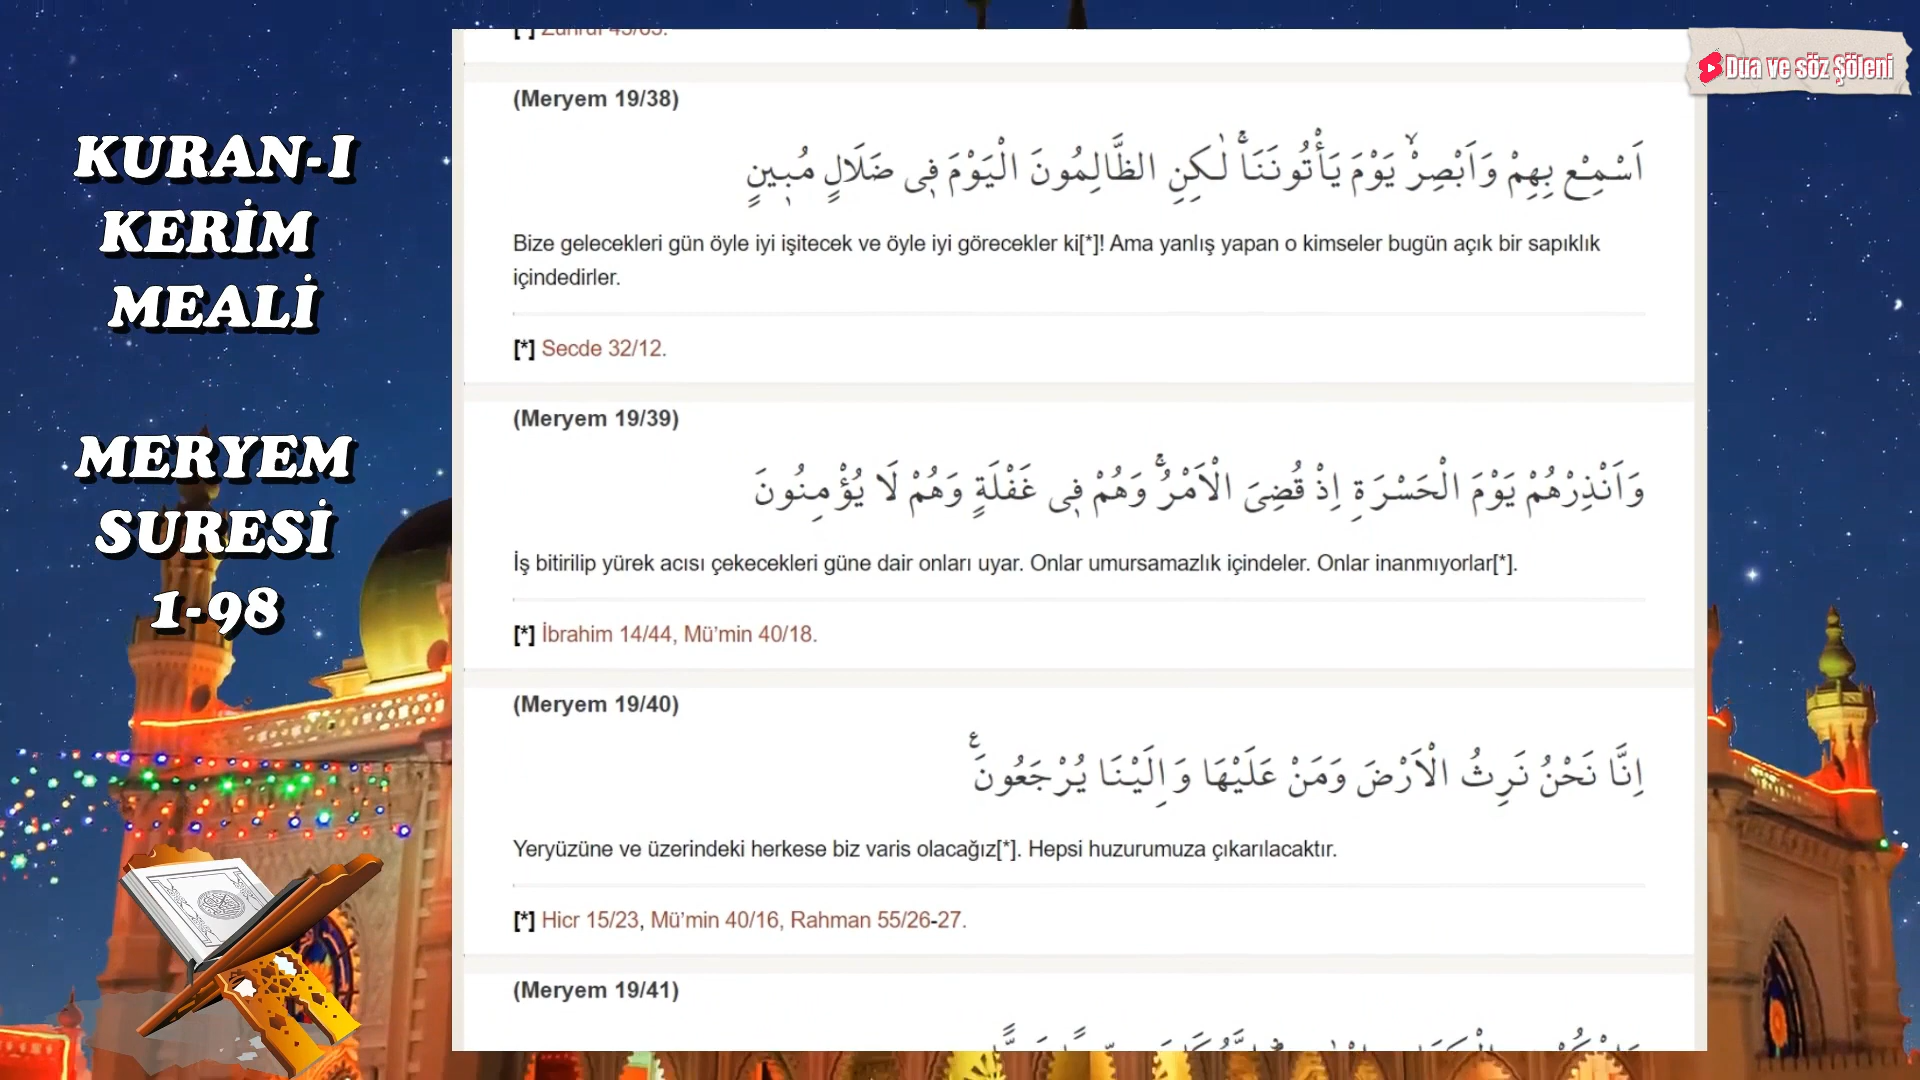 KURAN-I
KERİM
MEALİ
MERYEM
SURESİ
1-98
Dua ve söz Şöleni
(Meryem 19/38)
اَسْمِعْ بِهِمْ وَاَبْصِرْۙ يَوْمَ يَأْتُونَنَاۚ لٰكِنِ الظَّالِمُونَ الْيَوْمَ ف۪ى ضَلَالٍ مُب۪ينٍ
Bize gelecekleri gün öyle iyi işitecek ve öyle iyi görecekler ki[*]! Ama yanlış yapan o kimseler bugün açık bir sapıklık
içindedirler.
[*] Secde 32/12.
(Meryem 19/39)
وَاَنْذِرْهُمْ يَوْمَ الْحَسْرَةِ اِذْ قُضِىَ الْاَمْرُۚ وَهُمْ ف۪ى غَفْلَةٍ وَهُمْ لَا يُؤْمِنُونَ
İş bitirilip yürek acısı çekecekleri güne dair onları uyar. Onlar umursamazlık içindeler. Onlar inanmıyorlar[*].
[*] İbrahim 14/44, Mü’min 40/18.
(Meryem 19/40)
اِنَّا نَحْنُ نَرِثُ الْاَرْضَ وَمَنْ عَلَيْهَا وَاِلَيْنَا يُرْجَعُونَ۟
Yeryüzüne ve üzerindeki herkese biz varis olacağız[*]. Hepsi huzurumuza çıkarılacaktır.
[*] Hicr 15/23, Mü’min 40/16, Rahman 55/26-27.
(Meryem 19/41)